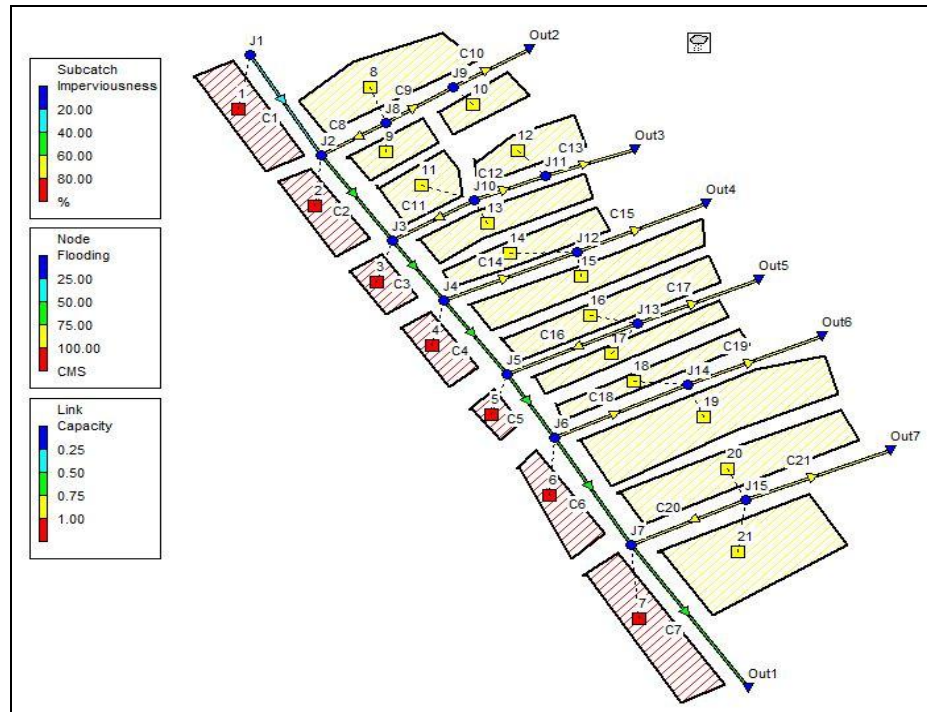 Subcatch
Imperviousness
20.00
40.00
60.00
80.00
%
Node
Flooding
25.00
50.00
75.00
100.00
CMS
Link
Capacity
0.25
0.50
0.75
1.00
J1
Out2
C10
8
C9
J9
1
10
C1
C8
J8
12
Out3
J2
9
C13
11
C12
J11
2
J10
Out4
C2
C11
13
C15
J3
14
J12
3
C14
15
Out5
C3
C17
J4
16
J13
4
C16
17
Out6
C4
C19
J5
18
J14
5
C18
19
C5
J6
Out7
20
C21
6
J15
C6
C20
J7
21
7
C7
Out1